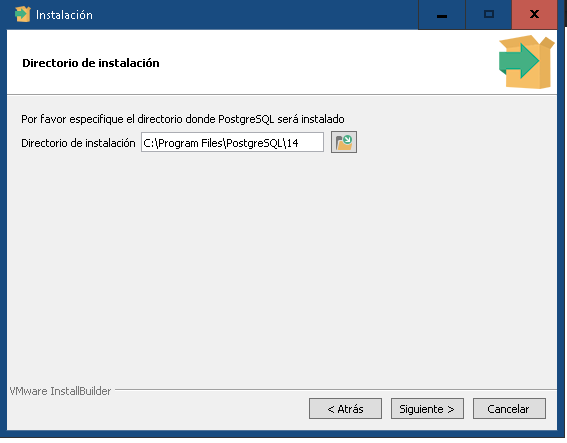 Instalación
Directorio de instalación
Por favor especifique el directorio donde PostgreSQL será instalado
Directorio de instalación C:\Program Files\PostgreSQL\14
VMware InstallBuilder
< Atrás Siguiente > Cancelar